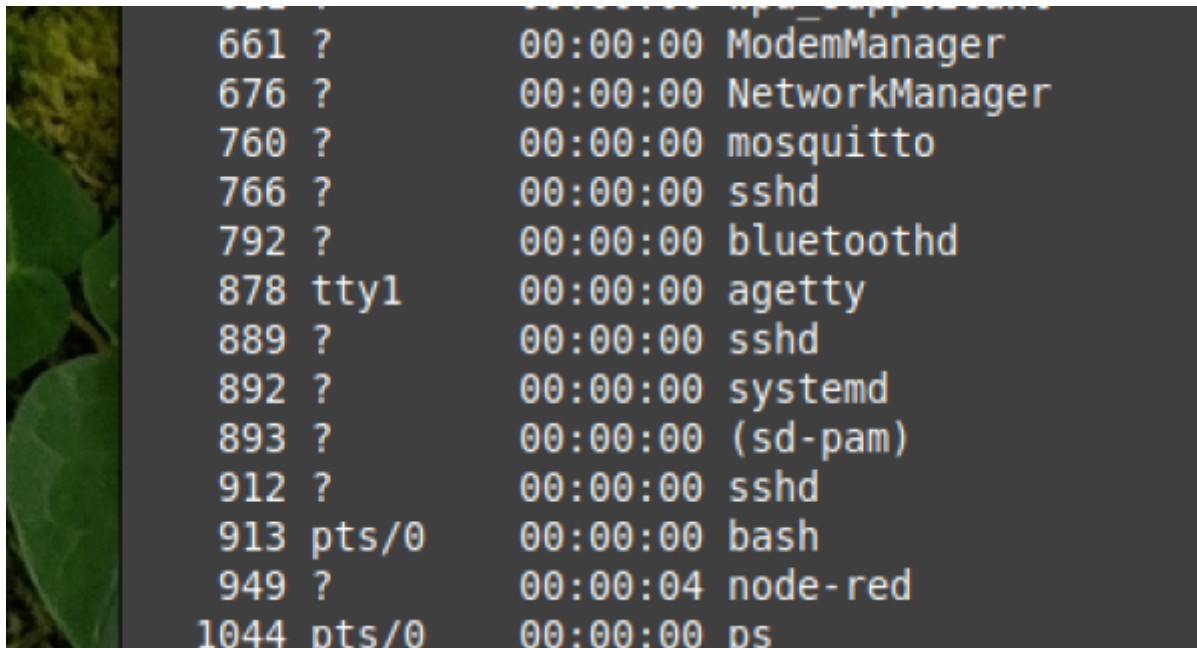 661 ? 00:00:00 ModemManager
676 ? 00:00:00 NetworkManager
760 ? 00:00:00 mosquitto
766 ? 00:00:00 sshd
792 ? 00:00:00 bluetoothd
878 tty1 00:00:00 agetty
889 ? 00:00:00 sshd
892 ? 00:00:00 systemd
893 ? 00:00:00 (sd-pam)
912 ? 00:00:00 sshd
913 pts/0 00:00:00 bash
949 ? 00:00:04 node-red
1044 pts/0 00:00:00 ps